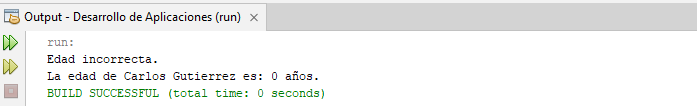 Output - Desarrollo de Aplicaciones (run)
run:
Edad incorrecta.
La edad de Carlos Gutierrez es: 0 años.
BUILD SUCCESSFUL (total time: 0 seconds)